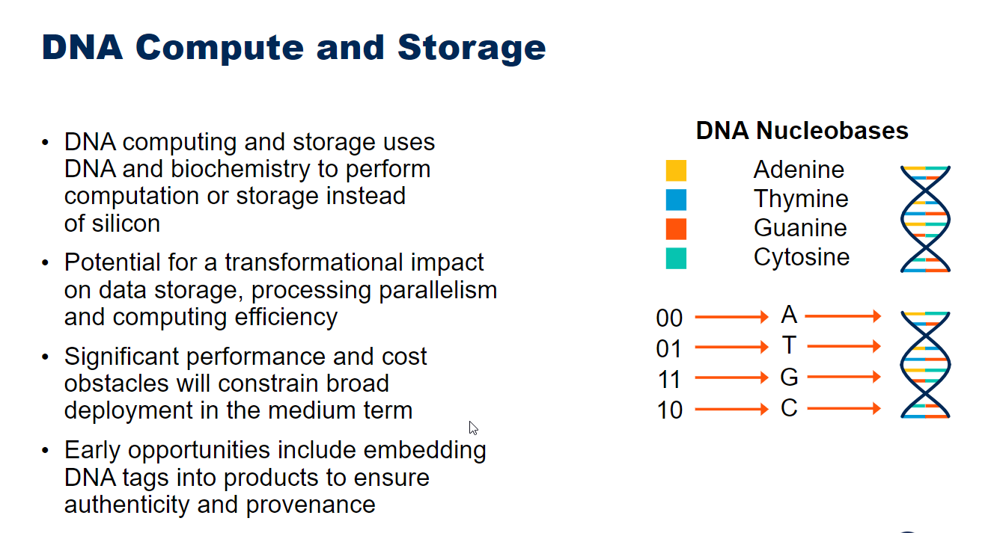 DNA Compute and Storage
• DNA computing and storage uses
DNA and biochemistry to perform
computation or storage instead
of silicon
• Potential for a transformational impact
on data storage, processing parallelism
and computing efficiency
• Significant performance and cost
obstacles will constrain broad
deployment in the medium term
• Early opportunities include embedding
DNA tags into products to ensure
authenticity and provenance
DNA Nucleobases
Adenine
Thymine
Guanine
Cytosine
00 A
01 T
11 G
10 C